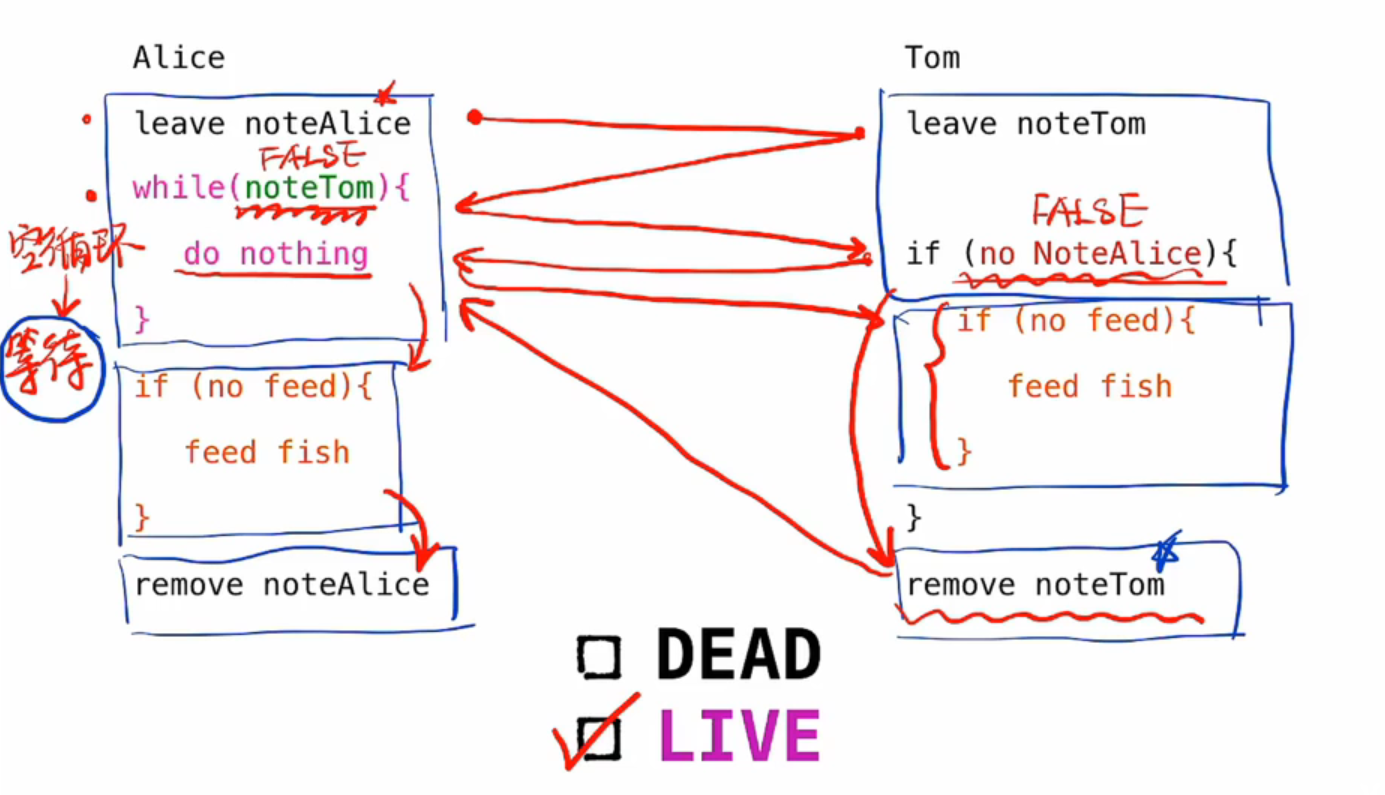 Alice
leave noteAlice
FALSE
while(noteTom){
空循环
do nothing
}
等待
if (no feed){
feed fish
}
remove noteAlice
Tom
leave noteTom
FALSE
if (no NoteAlice){
if (no feed){
feed fish
}
}
remove noteTom
DEAD
LIVE